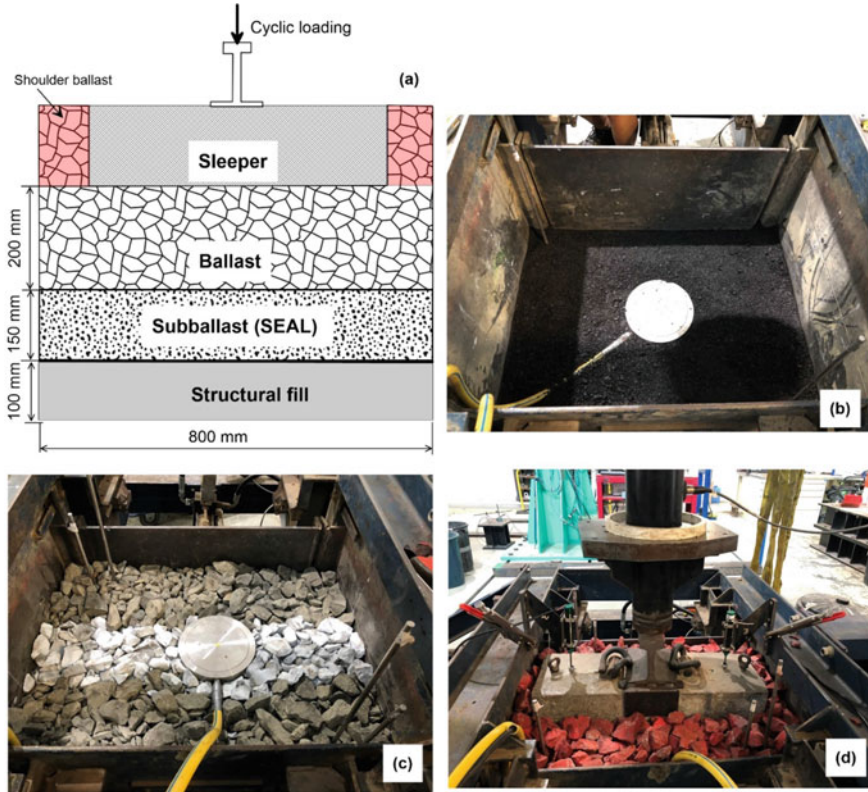 Cyclic loading
(a)
Shoulder ballast
Sleeper
200 mm
Ballast
150 mm
Subballast (SEAL)
100 mm
Structural fill
800 mm
(b)
(c)
(d)